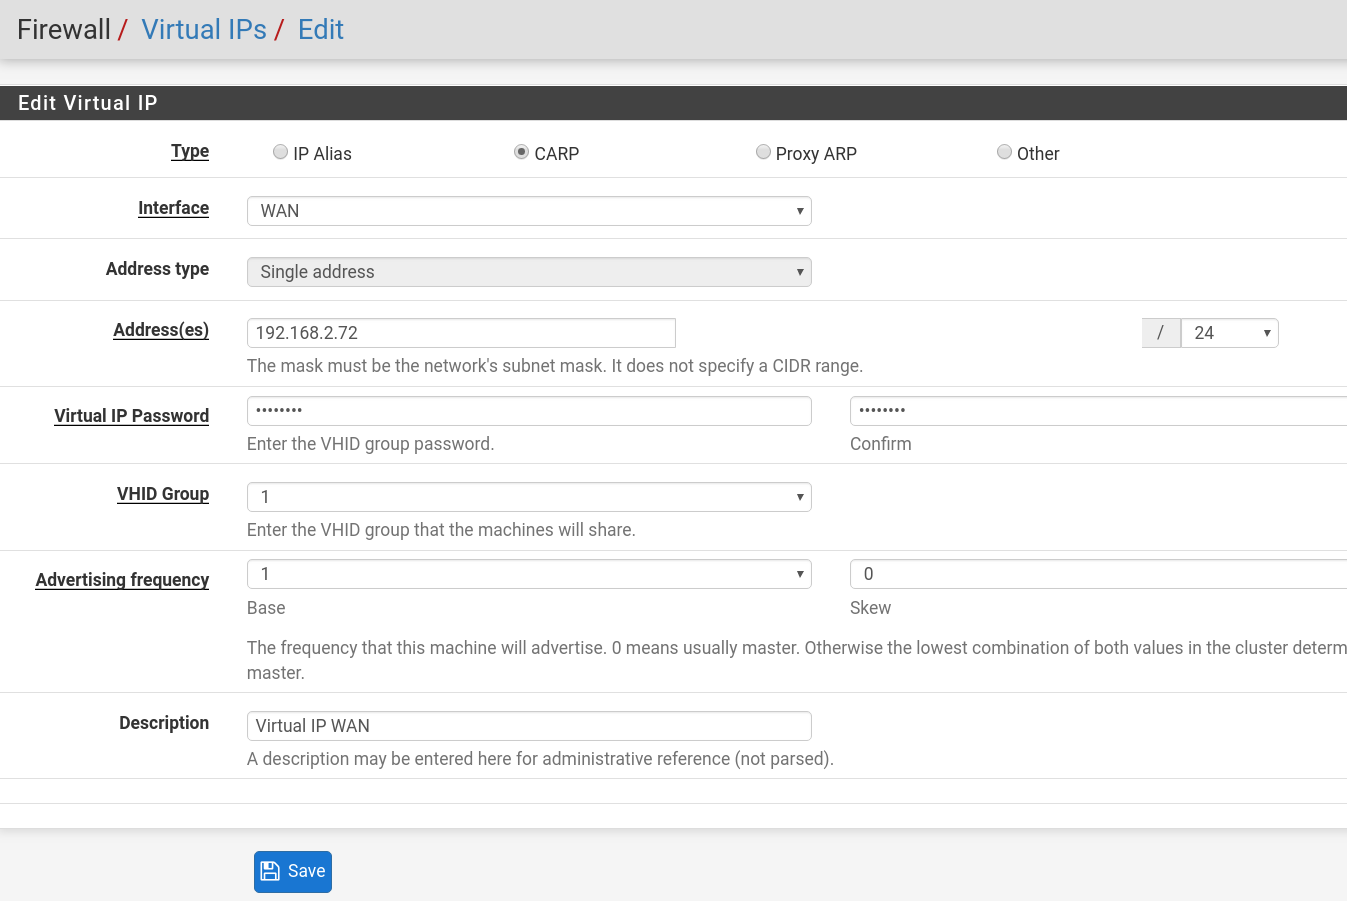 Firewall / Virtual IPs / Edit
Edit Virtual IP
Type IP Alias CARP Proxy ARP Other
Interface WAN
Address type Single address
Address(es) 192.168.2.72 / 24
The mask must be the network's subnet mask. It does not specify a CIDR range.
Virtual IP Password •••••••• ••••••••
Enter the VHID group password. Confirm
VHID Group 1
Enter the VHID group that the machines will share.
Advertising frequency 1 0
Base Skew
The frequency that this machine will advertise. 0 means usually master. Otherwise the lowest combination of both values in the cluster determ
master.
Description Virtual IP WAN
A description may be entered here for administrative reference (not parsed).
Save